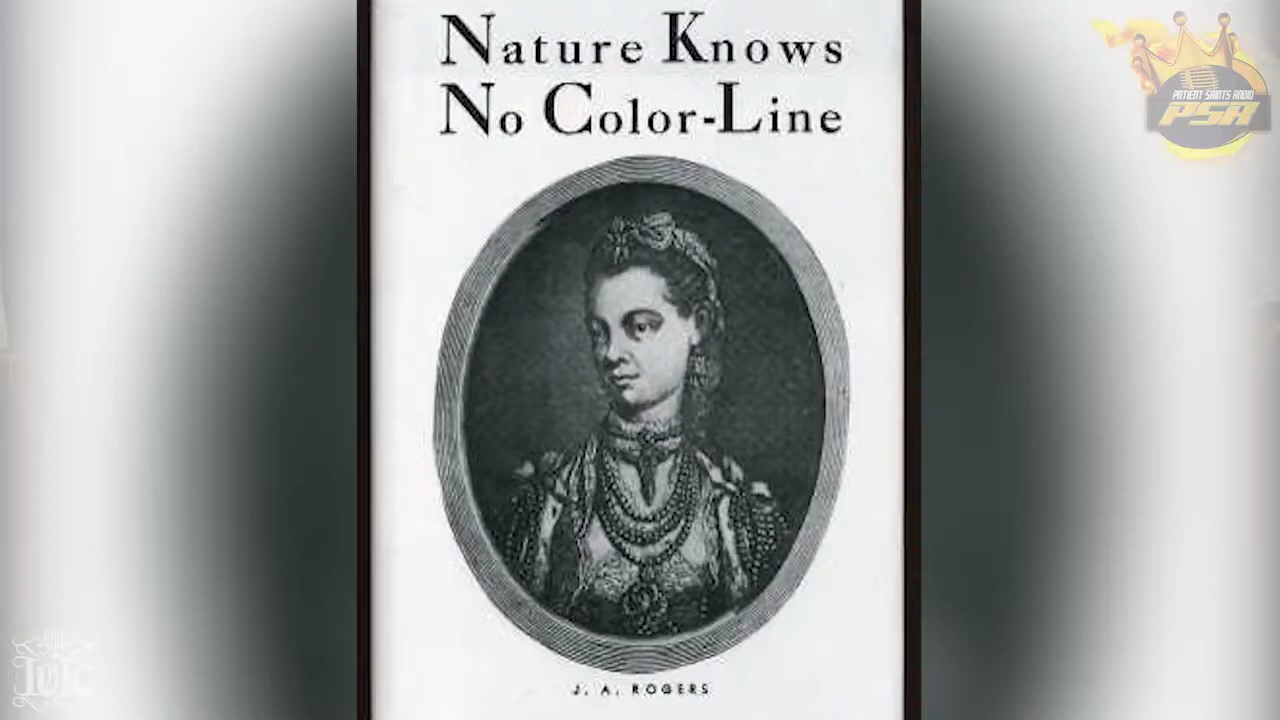 Nature Knows
No Color-Line
J. A. ROGERS
PATIENT SAINTS RADIO
PSR